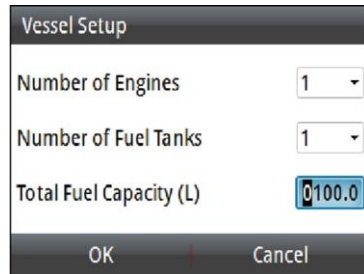 Vessel Setup
Number of Engines 1
Number of Fuel Tanks 1
Total Fuel Capacity (L) 0100.0
OK Cancel